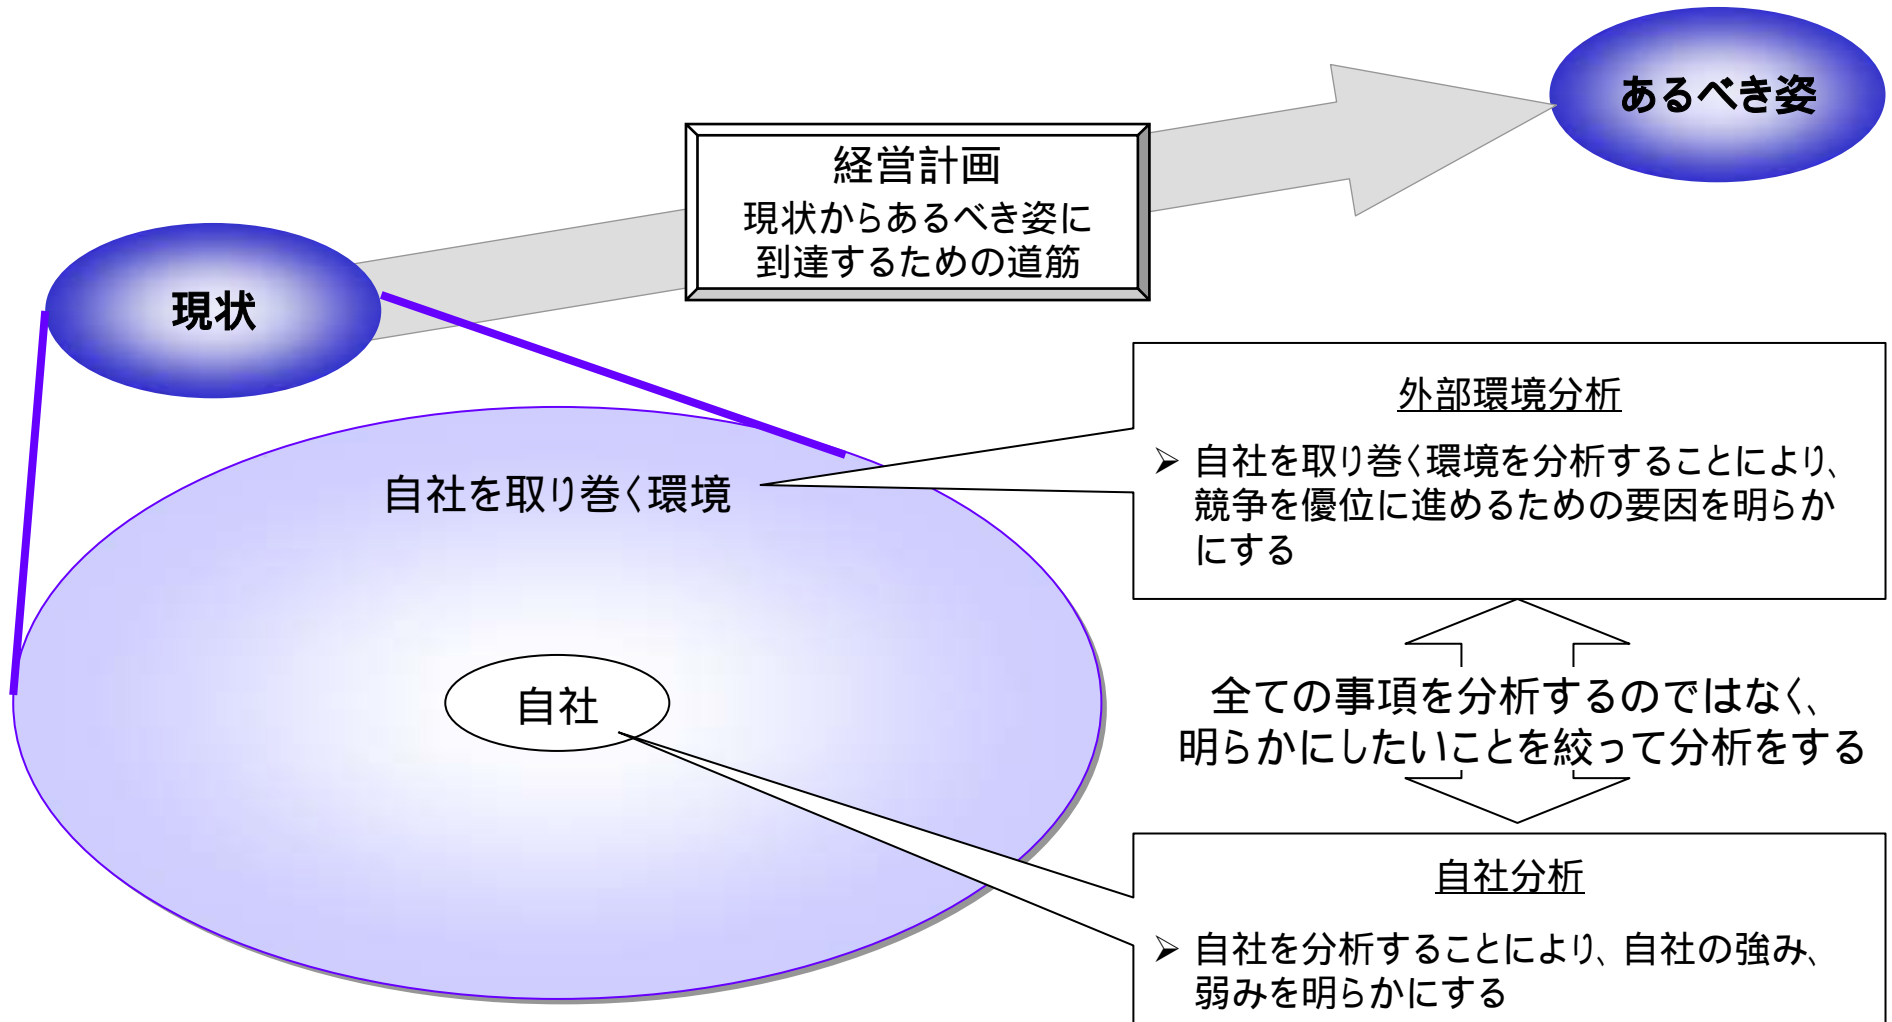 あるべき姿
経営計画
現状からあるべき姿に
到達するための道筋
現状
外部環境分析
➢ 自社を取り巻く環境を分析することにより、
競争を優位に進めるための要因を明らか
にする
自社を取り巻く環境
全ての事項を分析するのではなく、
明らかにしたいことを絞って分析をする
自社
自社分析
➢ 自社を分析することにより、自社の強み、
弱みを明らかにする